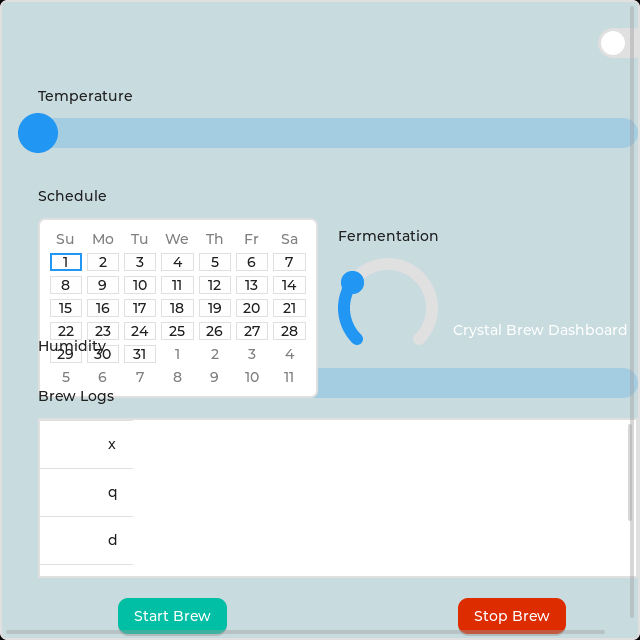 Temperature
Schedule
Su Mo Tu We Th Fr Sa
1 2 3 4 5 6 7
8 9 10 11 12 13 14
15 16 17 18 19 20 21
22 23 24 25 26 27 28
29 30 31 1 2 3 4
5 6 7 8 9 10 11
Fermentation
Crystal Brew Dashboard
Humidity
Brew Logs
x
q
d
Start Brew
Stop Brew